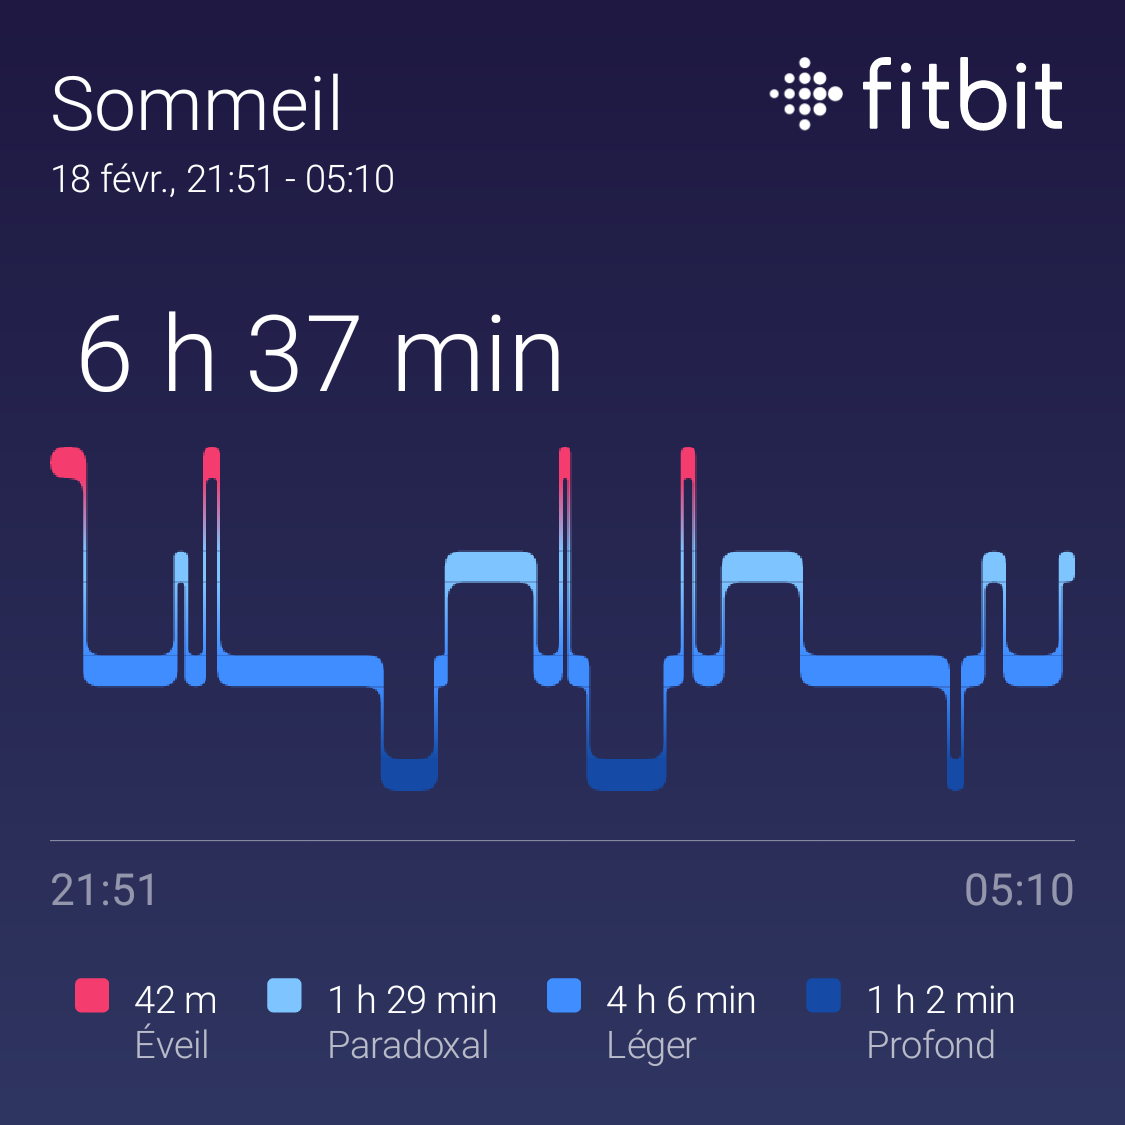 Sommeil
fitbit
18 févr., 21:51 - 05:10
6 h 37 min
21:51
05:10
42 m
1 h 29 min
4 h 6 min
1 h 2 min
Éveil
Paradoxal
Léger
Profond